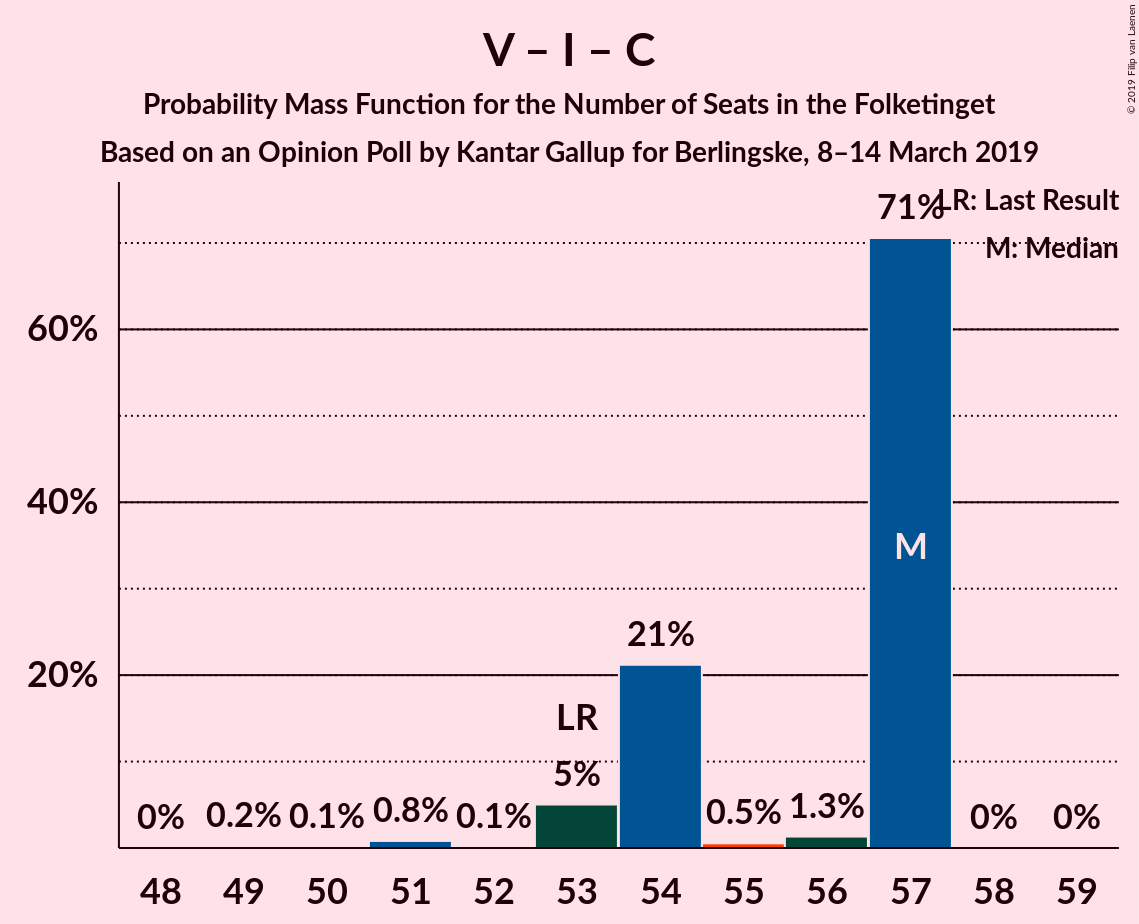 V – I – C
Probability Mass Function for the Number of Seats in the Folketinget
Based on an Opinion Poll by Kantar Gallup for Berlingske, 8–14 March 2019
© 2019 Filip van Laenen
LR: Last Result
M: Median
60%
40%
20%
0%
0.2%
0.1%
0.8%
0.1%
LR
5%
21%
0.5%
1.3%
71%
M
0%
0%
48 49 50 51 52 53 54 55 56 57 58 59